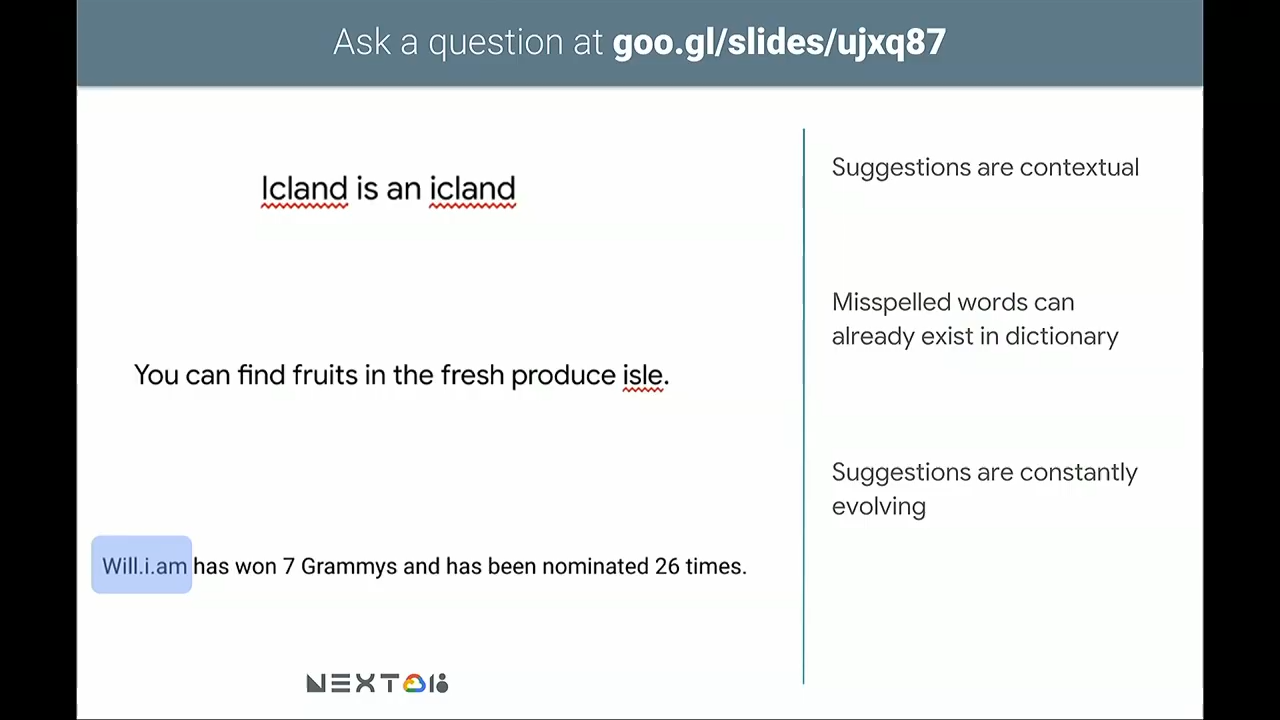 Ask a question at goo.gl/slides/ujxq87
Icland is an icland
Suggestions are contextual
You can find fruits in the fresh produce isle.
Misspelled words can
already exist in dictionary
Will.i.am has won 7 Grammys and has been nominated 26 times.
Suggestions are constantly
evolving
NEXT18